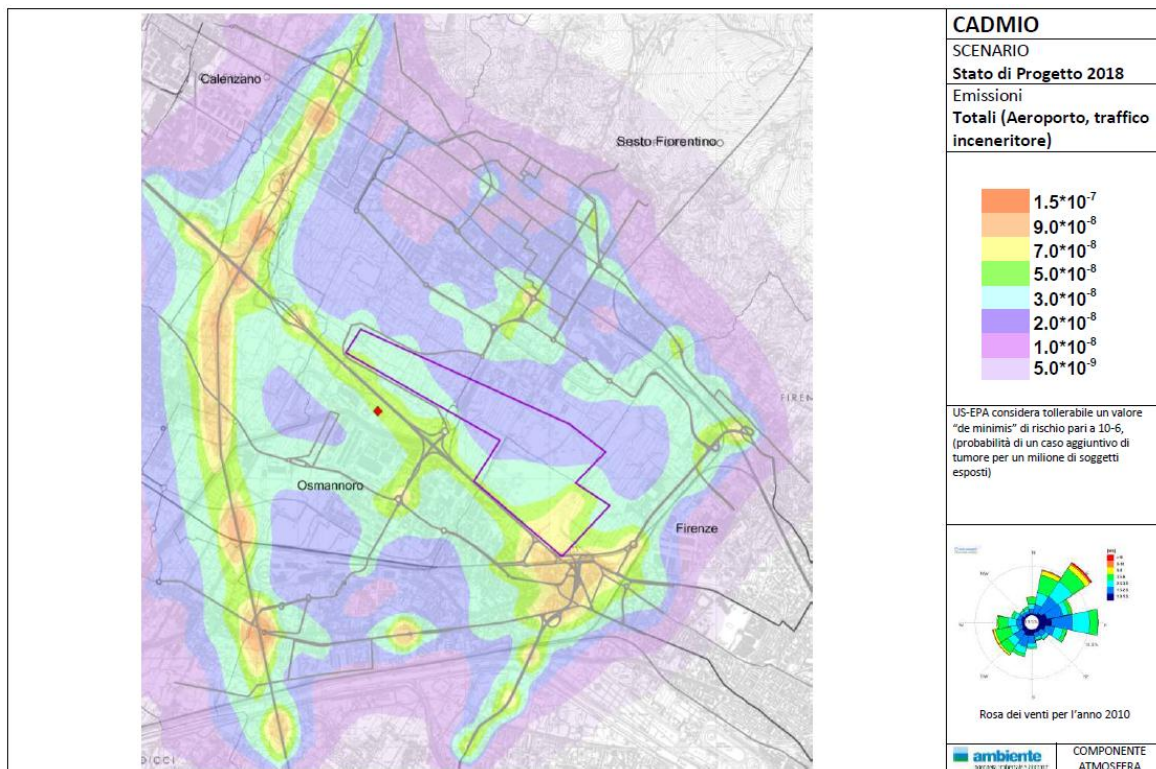 CADMIO
SCENARIO
Stato di Progetto 2018
Emissioni
Totali (Aeroporto, traffico
inceneritore)
1.5*10-7
9.0*10-8
7.0*10-8
5.0*10-8
3.0*10-8
2.0*10-8
1.0*10-8
5.0*10-9
US-EPA considera tollerabile un valore
"de minimis" di rischio pari a 10-6,
(probabilità di un caso aggiuntivo di
tumore per un milione di soggetti
esposti)
Rosa dei venti per l'anno 2010
ambiente
COMPONENTE
ATMOSFERA
Calenzano
Sesto Fiorentino
FIREN
Osmannoro
Firenze
DICCI